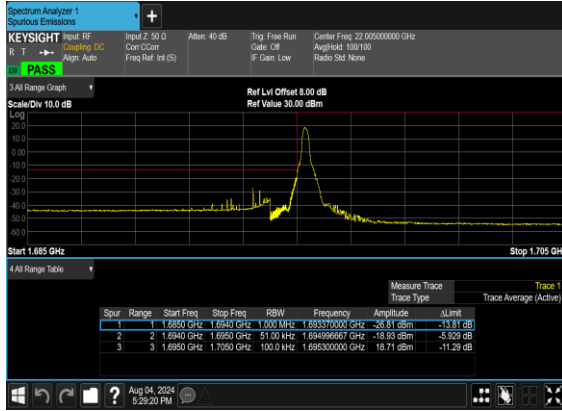 Spectrum Analyzer 1
Spurious Emissions
KEYSIGHT Input: RF Input Z: 50 Ω Atten: 40 dB Trig: Free Run Center Freq: 22.005000000 GHz
R T Coupling: DC Corr CCorr Gate: Off Avg|Hold: 100/100
Align: Auto Freq Ref: Int (S) IF Gain: Low Radio Std: None
PASS
3 All Range Graph
Ref Lvl Offset 8.00 dB
Scale/Div 10.0 dB Ref Value 30.00 dBm
Log
20.0
10.0
0.00
-10.0
-20.0
-30.0
-40.0
-50.0
-60.0
Start 1.685 GHz Stop 1.705 GH
4 All Range Table
Measure Trace Trace 1
Trace Type Trace Average (Active)
Spur Range Start Freq Stop Freq RBW Frequency Amplitude ΔLimit
1 1 1.6850 GHz 1.6940 GHz 1.000 MHz 1.693370000 GHz -26.81 dBm -13.81 dB
2 2 1.6940 GHz 1.6950 GHz 51.00 kHz 1.694996667 GHz -18.93 dBm -5.929 dB
3 3 1.6950 GHz 1.7050 GHz 100.0 kHz 1.695300000 GHz 18.71 dBm -11.29 dB
Aug 04, 2024
5:29:20 PM